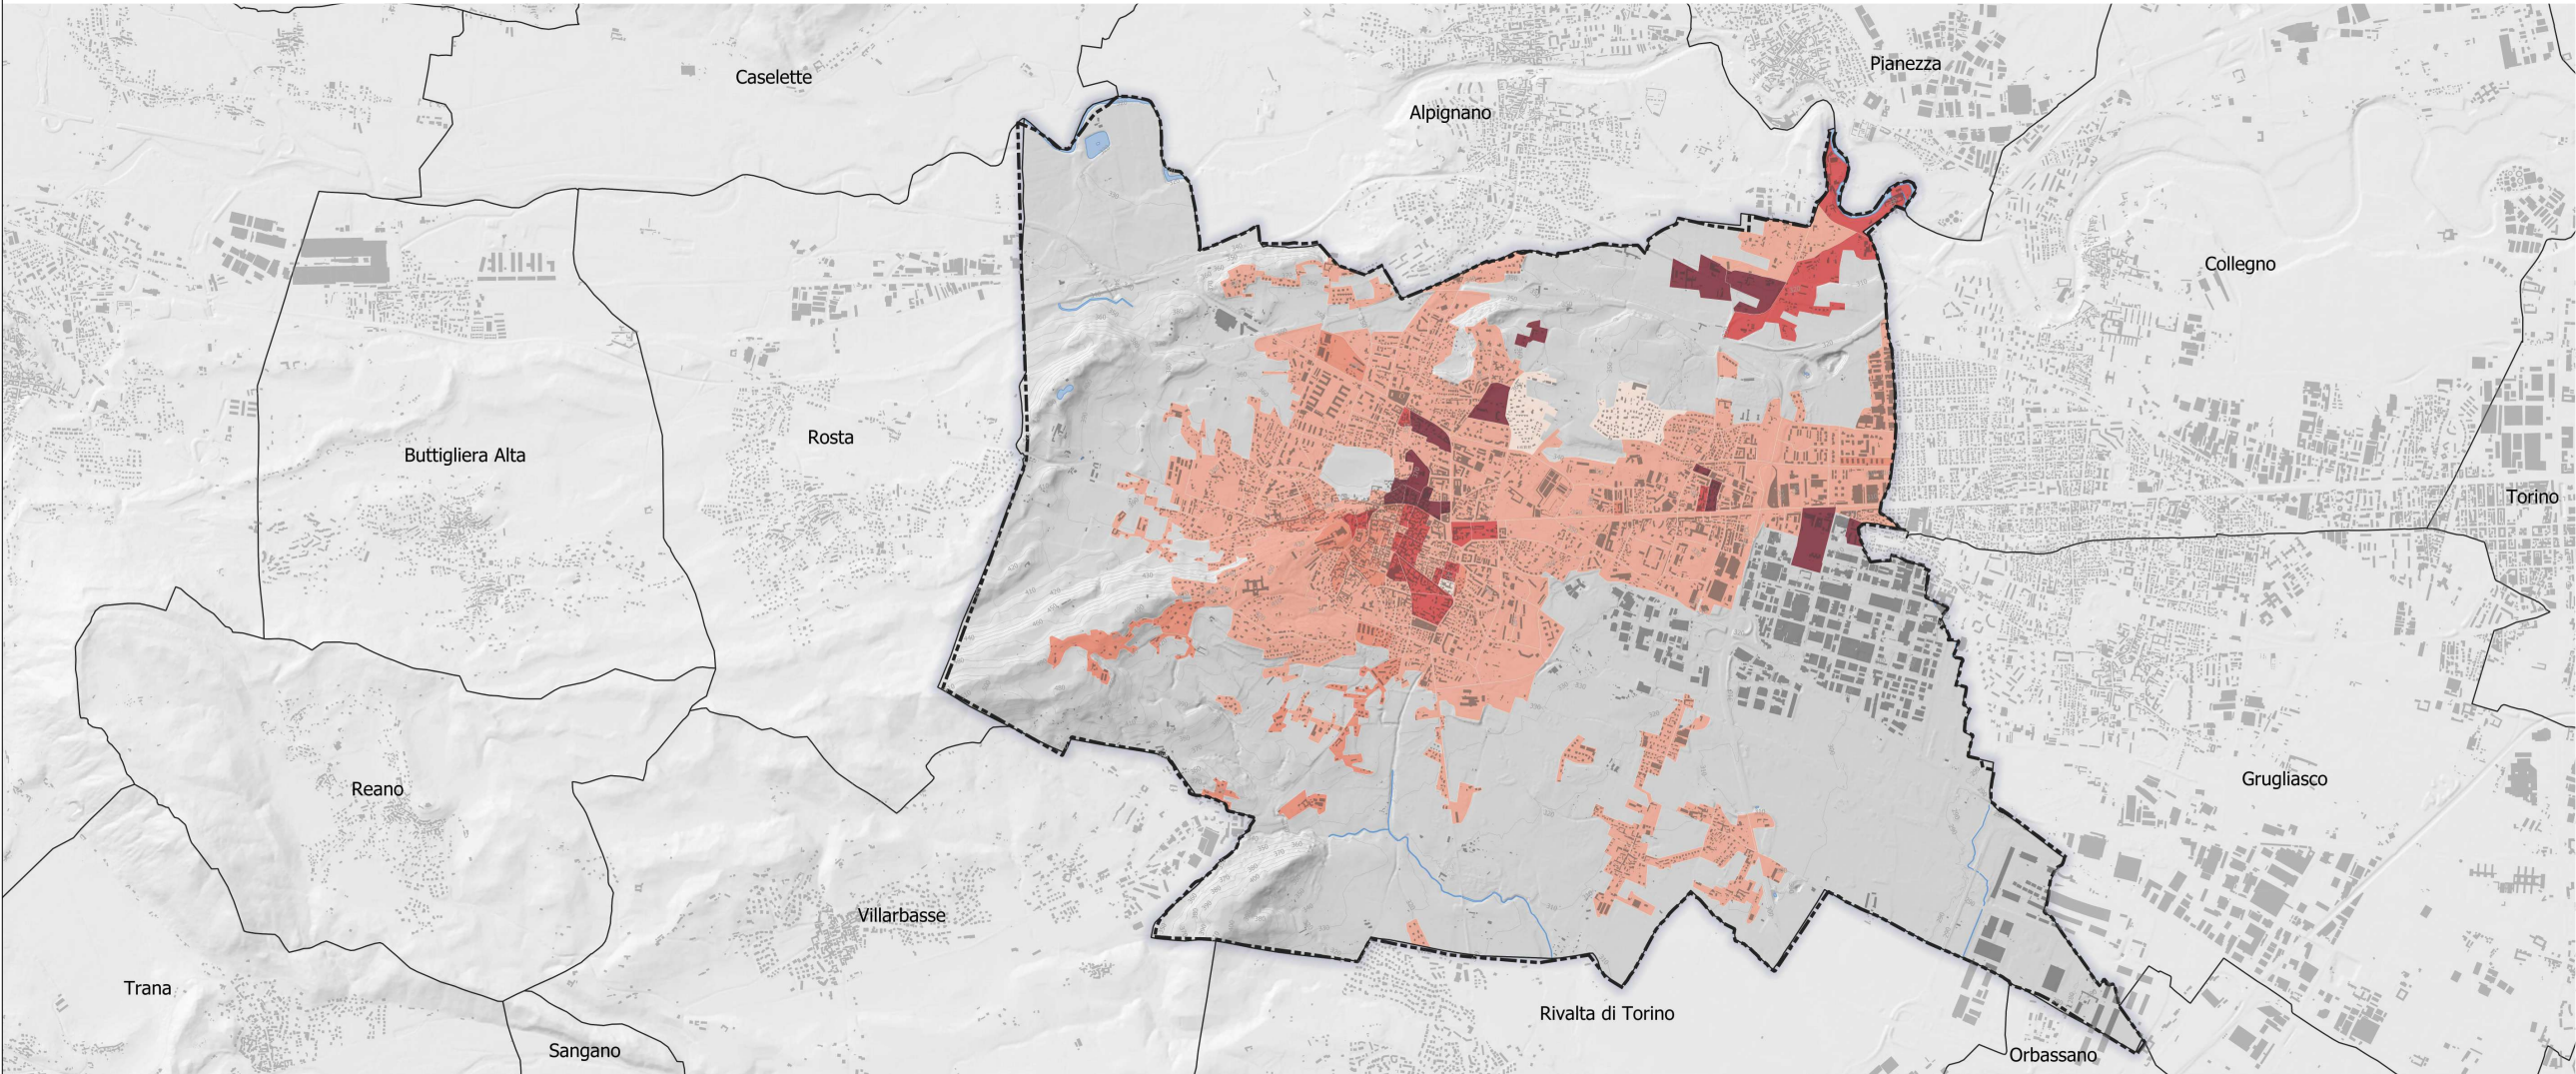 Pianezza
Caselette
Alpignano
Collegno
Rosta
Buttigliera Alta
Torino
Grugliasco
Reano
Villarbasse
Trana
Rivalta di Torino
Sangano
Orbassano